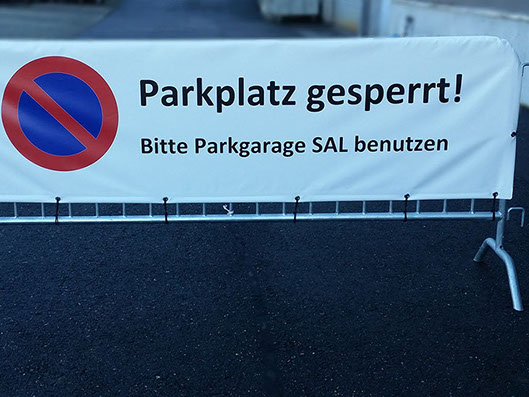 Parkplatz gesperrt!
Bitte Parkgarage SAL benutzen